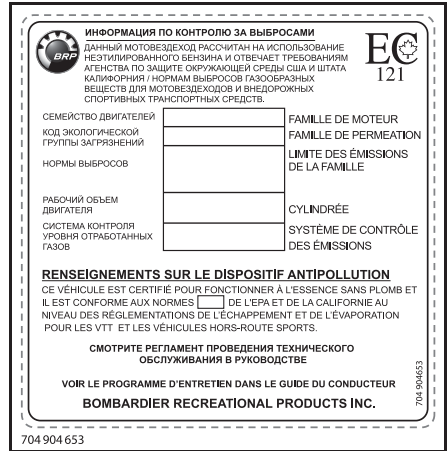 ИНФОРМАЦИЯ ПО КОНТРОЛЮ ЗА ВЫБРОСАМИ
BRP
ДАННЫЙ МОТОВЕЗДЕХОД РАССЧИТАН НА ИСПОЛЬЗОВАНИЕ
НЕЭТИЛИРОВАННОГО БЕНЗИНА И ОТВЕЧАЕТ ТРЕБОВАНИЯМ
АГЕНСТВА ПО ЗАЩИТЕ ОКРУЖАЮЩЕЙ СРЕДЫ США И ШТАТА
КАЛИФОРНИЯ / НОРМАМ ВЫБРОСОВ ГАЗООБРАЗНЫХ
ВЕЩЕСТВ ДЛЯ МОТОВЕЗДЕХОДОВ И ВНЕДОРОЖНЫХ
СПОРТИВНЫХ ТРАНСПОРТНЫХ СРЕДСТВ.
EC
121
СЕМЕЙСТВО ДВИГАТЕЛЕЙ
FAMILLE DE MOTEUR
КОД ЭКОЛОГИЧЕСКОЙ
ГРУППЫ ЗАГРЯЗНЕНИЙ
FAMILLE DE PERMEATION
НОРМЫ ВЫБРОСОВ
LIMITE DES ÉMISSIONS
DE LA FAMILLE
РАБОЧИЙ ОБЪЕМ
ДВИГАТЕЛЯ
CYLINDRÉE
СИСТЕМА КОНТРОЛЯ
УРОВНЯ ОТРАБОТАННЫХ
ГАЗОВ
SYSTÈME DE CONTRÔLE
DES ÉMISSIONS
RENSEIGNEMENTS SUR LE DISPOSITIF ANTIPOLLUTION
CE VÉHICULE EST CERTIFIÉ POUR FONCTIONNER À L'ESSENCE SANS PLOMB ET
IL EST CONFORME AUX NORMES DE L'EPA ET DE LA CALIFORNIE AU
NIVEAU DES RÉGLEMENTATIONS DE L'ÉCHAPPEMENT ET DE L'ÉVAPORATION
POUR LES VTT ET LES VÉHICULES HORS-ROUTE SPORTS.
СМОТРИТЕ РЕГЛАМЕНТ ПРОВЕДЕНИЯ ТЕХНИЧЕСКОГО
ОБСЛУЖИВАНИЯ В РУКОВОДСТВЕ
VOIR LE PROGRAMME D'ENTRETIEN DANS LE GUIDE DU CONDUCTEUR
BOMBARDIER RECREATIONAL PRODUCTS INC.
704 904653
704 904 653